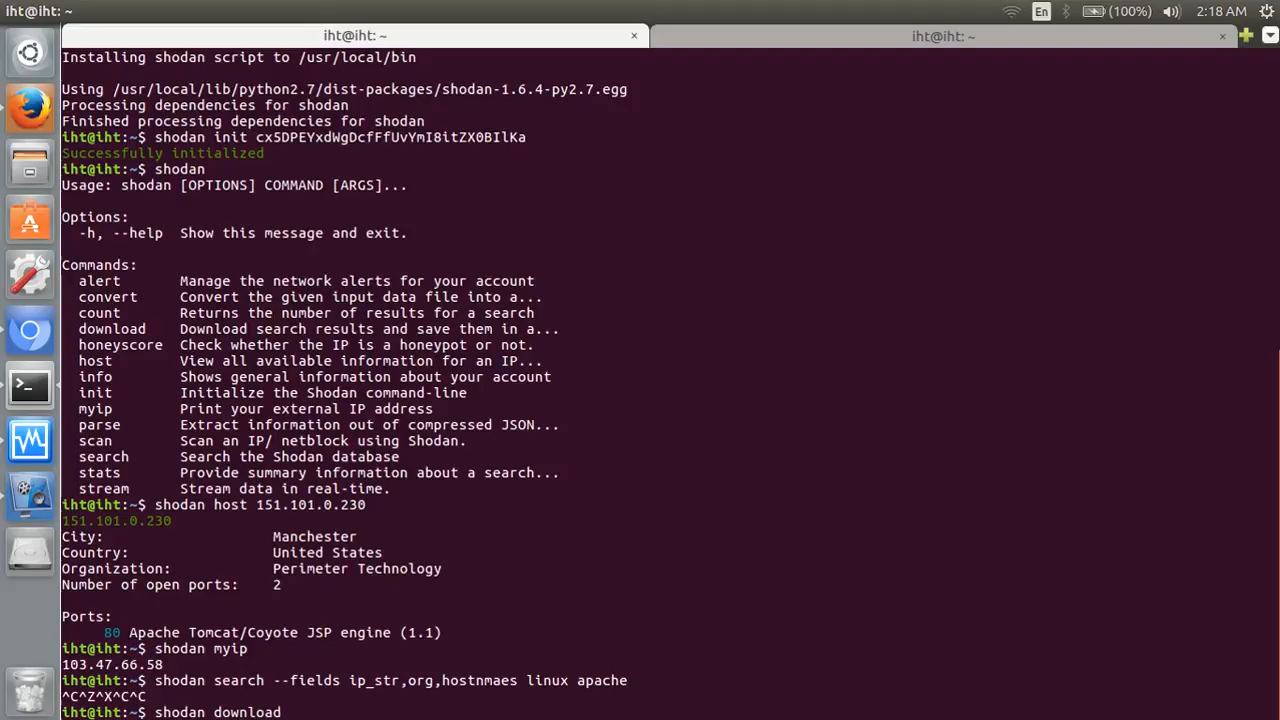 iht@iht: ~
En
(100%)
2:18 AM
iht@iht: ~
×
iht@iht: ~
×
Installing shodan script to /usr/local/bin
Using /usr/local/lib/python2.7/dist-packages/shodan-1.6.4-py2.7.egg
Processing dependencies for shodan
Finished processing dependencies for shodan
iht@iht:~$ shodan init cx5DPEYxdWgDcfFfUvYmI8itZX0BIlKa
Successfully initialized
iht@iht:~$ shodan
Usage: shodan [OPTIONS] COMMAND [ARGS]...
Options:
-h, --help Show this message and exit.
Commands:
alert Manage the network alerts for your account
convert Convert the given input data file into a...
count Returns the number of results for a search
download Download search results and save them in a...
honeyscore Check whether the IP is a honeypot or not.
host View all available information for an IP...
info Shows general information about your account
init Initialize the Shodan command-line
myip Print your external IP address
parse Extract information out of compressed JSON...
scan Scan an IP/ netblock using Shodan.
search Search the Shodan database
stats Provide summary information about a search...
stream Stream data in real-time.
iht@iht:~$ shodan host 151.101.0.230
151.101.0.230
City: Manchester
Country: United States
Organization: Perimeter Technology
Number of open ports: 2
Ports:
80 Apache Tomcat/Coyote JSP engine (1.1)
iht@iht:~$ shodan myip
103.47.66.58
iht@iht:~$ shodan search --fields ip_str,org,hostnmaes linux apache
^C^Z^X^C^C
iht@iht:~$ shodan download